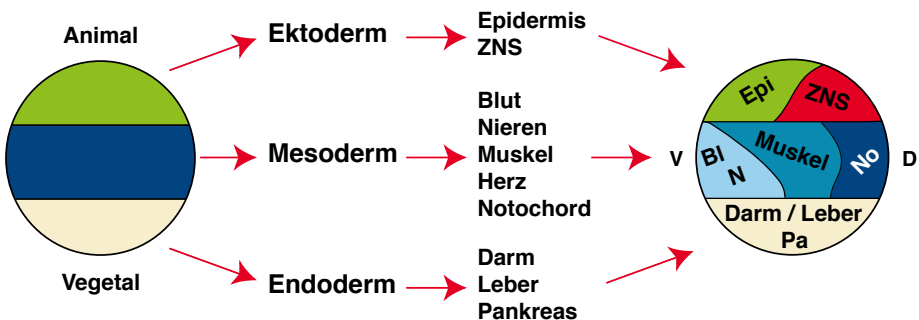 Animal
Vegetal
Ektoderm
Epidermis
ZNS
Mesoderm
Blut
Nieren
Muskel
Herz
Notochord
Endoderm
Darm
Leber
Pankreas
V
Epi
ZNS
Bl
N
Muskel
No
Darm / Leber
Pa
D